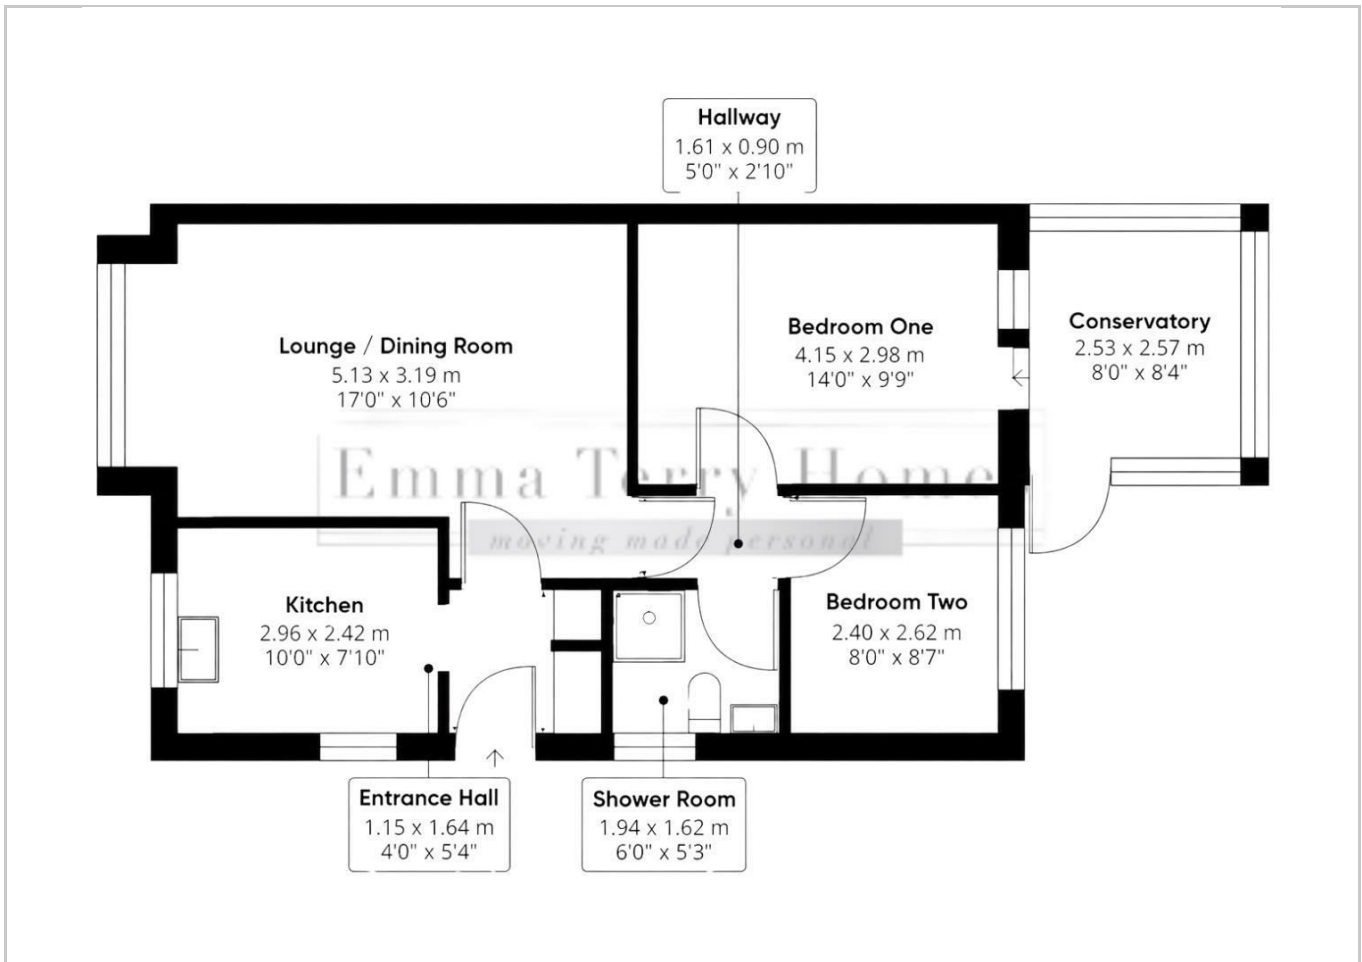 Hallway
1.61 x 0.90 m
5'0" x 2'10"
Lounge / Dining Room
5.13 x 3.19 m
17'0" x 10'6"
Bedroom One
4.15 x 2.98 m
14'0" x 9'9"
Conservatory
2.53 x 2.57 m
8'0" x 8'4"
Emma Terry Homes
moving made personal
Kitchen
2.96 x 2.42 m
10'0" x 7'10"
Bedroom Two
2.40 x 2.62 m
8'0" x 8'7"
Entrance Hall
1.15 x 1.64 m
4'0" x 5'4"
Shower Room
1.94 x 1.62 m
6'0" x 5'3"